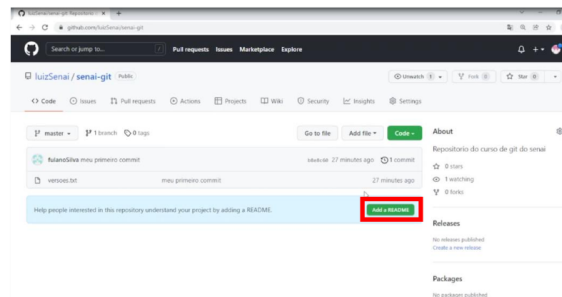 luizSenai/senai-git: Repositorio
github.com/luizSenai/senai-git
Search or jump to...
Pull requests Issues Marketplace Explore
luizSenai / senai-git Public
Unwatch 1 Fork 0 Star 0
Code Issues Pull requests Actions Projects Wiki Security Insights Settings
master 1 branch 0 tags
Go to file Add file Code
fulanoSilva meu primeiro commit
27 minutes ago 1 commit
versoes.txt meu primeiro commit 27 minutes ago
Help people interested in this repository understand your project by adding a README.
Add a README
About
Repositorio do curso de git do senai
0 stars
1 watching
0 forks
Releases
No releases published
Create a new release
Packages
No packages published